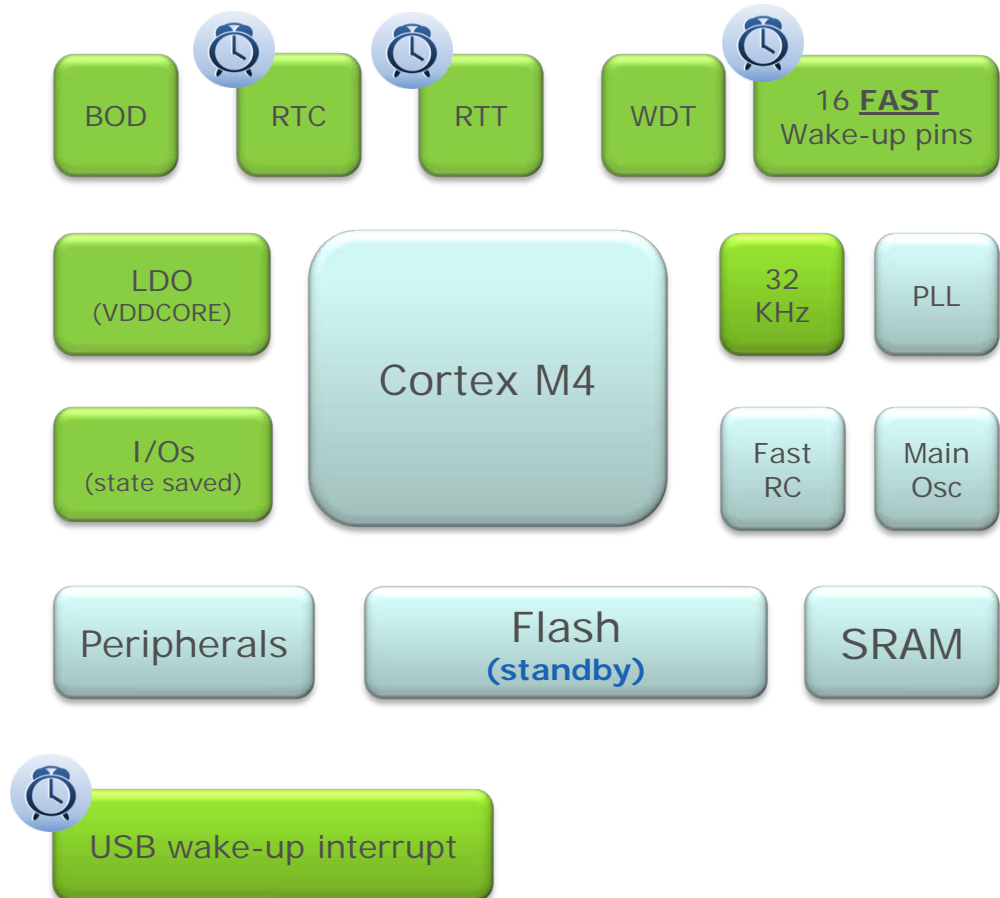 BOD
RTC
RTT
WDT
16 FAST
Wake-up pins
LDO
(VDDCORE)
Cortex M4
32
KHz
PLL
I/Os
(state saved)
Fast
RC
Main
Osc
Peripherals
Flash
(standby)
SRAM
USB wake-up interrupt